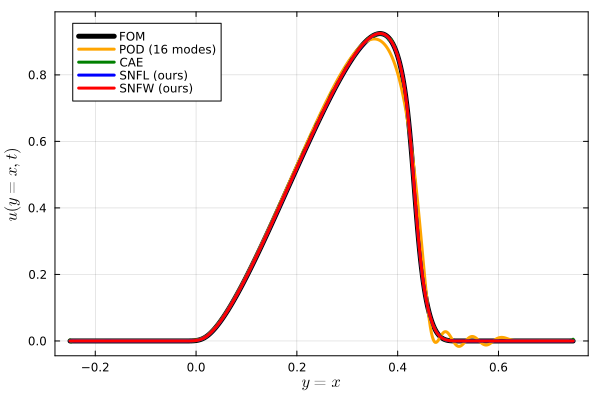 FOM
POD (16 modes)
CAE
SNFL (ours)
SNFW (ours)
u(y = x, t)
0.8
0.6
0.4
0.2
0.0
−0.2 0.0 0.2 0.4 0.6
y = x